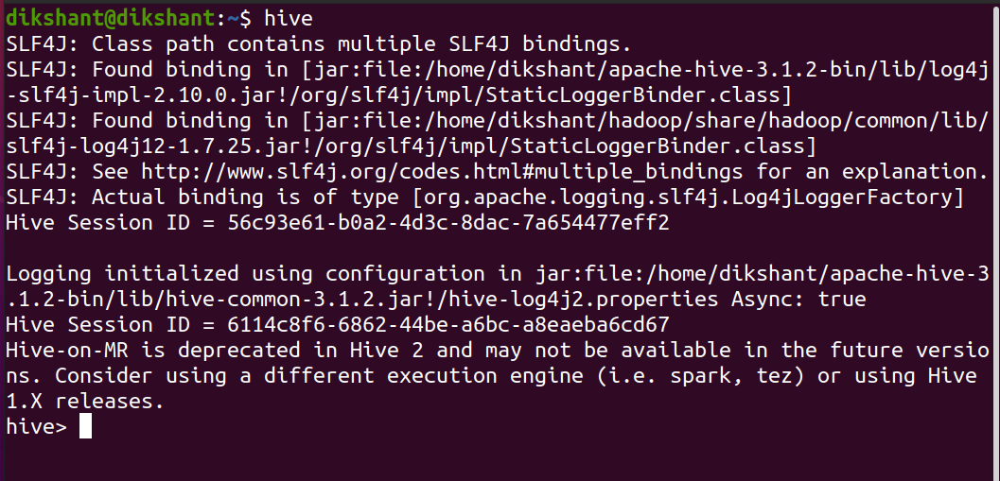 dikshant@dikshant:~$ hive
SLF4J: Class path contains multiple SLF4J bindings.
SLF4J: Found binding in [jar:file:/home/dikshant/apache-hive-3.1.2-bin/lib/log4j
-slf4j-impl-2.10.0.jar!/org/slf4j/impl/StaticLoggerBinder.class]
SLF4J: Found binding in [jar:file:/home/dikshant/hadoop/share/hadoop/common/lib/
slf4j-log4j12-1.7.25.jar!/org/slf4j/impl/StaticLoggerBinder.class]
SLF4J: See http://www.slf4j.org/codes.html#multiple_bindings for an explanation.
SLF4J: Actual binding is of type [org.apache.logging.slf4j.Log4jLoggerFactory]
Hive Session ID = 56c93e61-b0a2-4d3c-8dac-7a654477eff2
Logging initialized using configuration in jar:file:/home/dikshant/apache-hive-3
.1.2-bin/lib/hive-common-3.1.2.jar!/hive-log4j2.properties Async: true
Hive Session ID = 6114c8f6-6862-44be-a6bc-a8eaeba6cd67
Hive-on-MR is deprecated in Hive 2 and may not be available in the future versio
ns. Consider using a different execution engine (i.e. spark, tez) or using Hive
1.X releases.
hive>